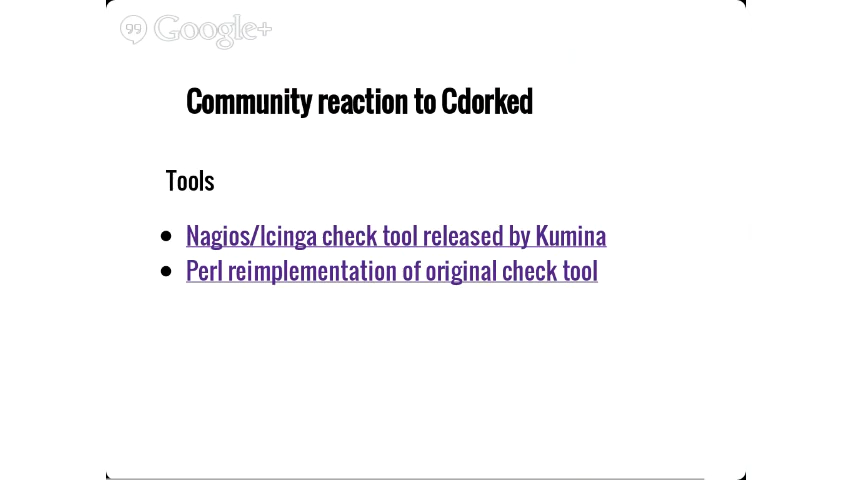 Google+
Community reaction to Cdorked
Tools
Nagios/Icinga check tool released by Kumina
Perl reimplementation of original check tool